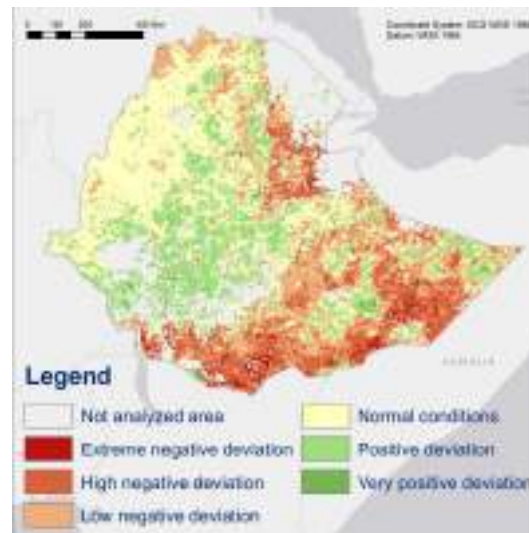 Legend
Not analyzed area
Extreme negative deviation
High negative deviation
Low negative deviation
Normal conditions
Positive deviation
Very positive deviation